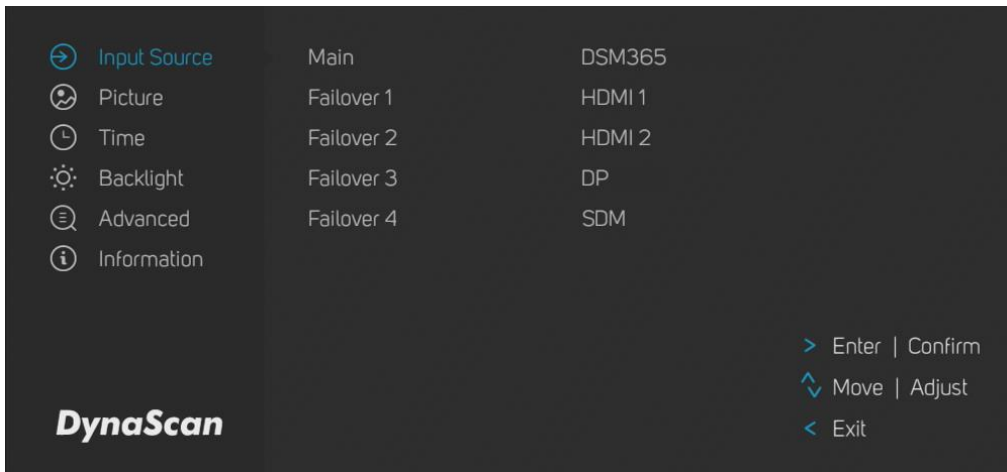 Input Source Main DSM365
Picture Failover 1 HDMI 1
Time Failover 2 HDMI 2
Backlight Failover 3 DP
Advanced Failover 4 SDM
Information
> Enter | Confirm
Move | Adjust
< Exit
DynaScan